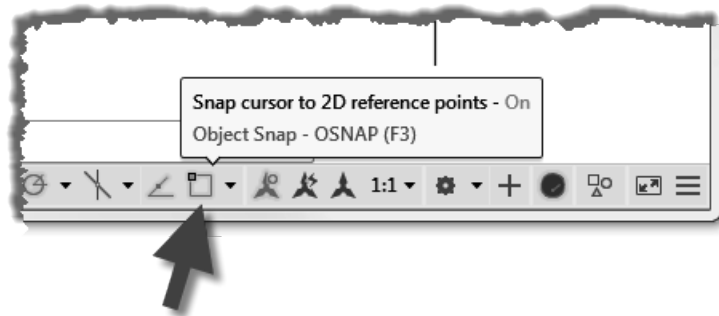 Snap cursor to 2D reference points - On
Object Snap - OSNAP (F3)
1:1